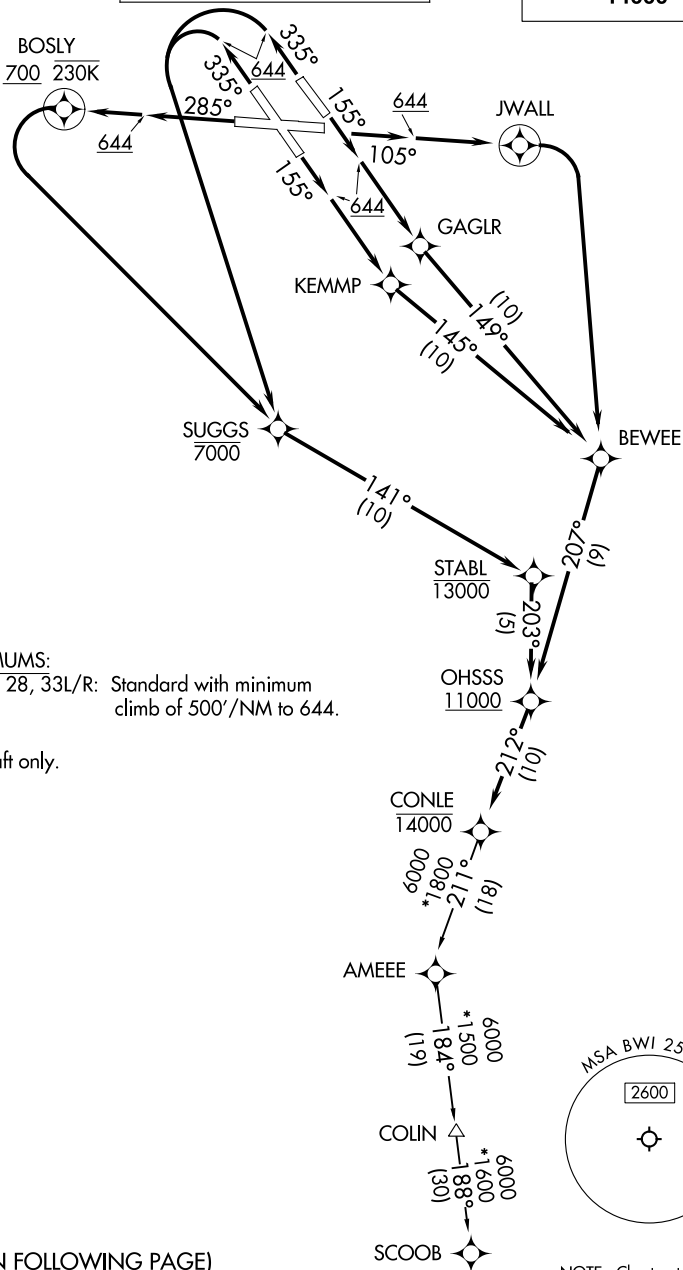 14000
BOSLY
700 230K
335°
644
335°
285°
644
155°
644
105°
JWALL
155°
644
GAGLR
KEMMP
(10)
149°
145°
(10)
SUGGS
7000
BEWEE
141°
(10)
207°
(9)
STABL
13000
203°
(5)
MUMS:
28, 33L/R: Standard with minimum
climb of 500'/NM to 644.
OHSSS
11000
ft only.
212°
(10)
CONLE
14000
6000
*1800
211°
(18)
AMEEE
6000
*1500
184°
(19)
MSA BWI 25
2600
COLIN
6000
*1600
188°
(30)
N FOLLOWING PAGE)
SCOOB